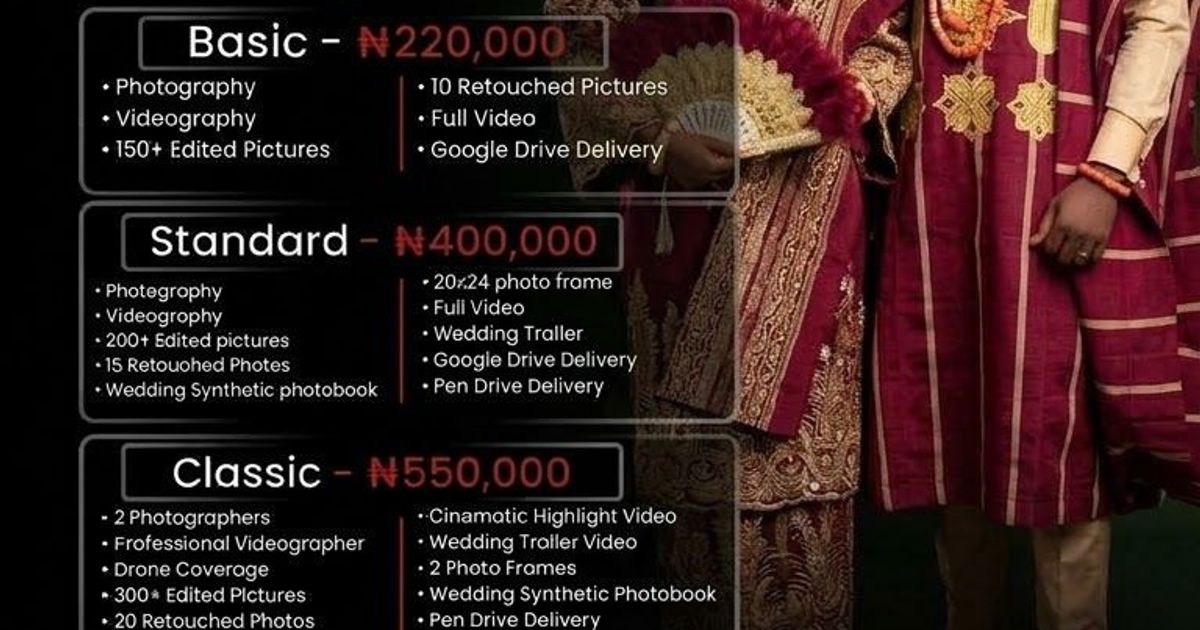 Basic - ₦220,000
• Photography
• Videography
• 150+ Edited Pictures
• 10 Retouched Pictures
• Full Video
• Google Drive Delivery
Standard - ₦400,000
• Photegraphy
• Videography
• 200+ Edited pictures
• 15 Retouohed Photes
• Wedding Synthetic photobook
• 20x24 photo frame
• Full Video
• Wedding Traller
• Google Drive Delivery
• Pen Drive Delivery
Classic - ₦550,000
• 2 Photographers
• Frofessional Videographer
• Drone Coverage
• 300+ Edited PIctures
• 20 Retouched Photos
• Cinamatic Highlight Video
• Wedding Traller Video
• 2 Photo Frames
• Wedding Synthetic Photobook
• Pen Drive Delivery